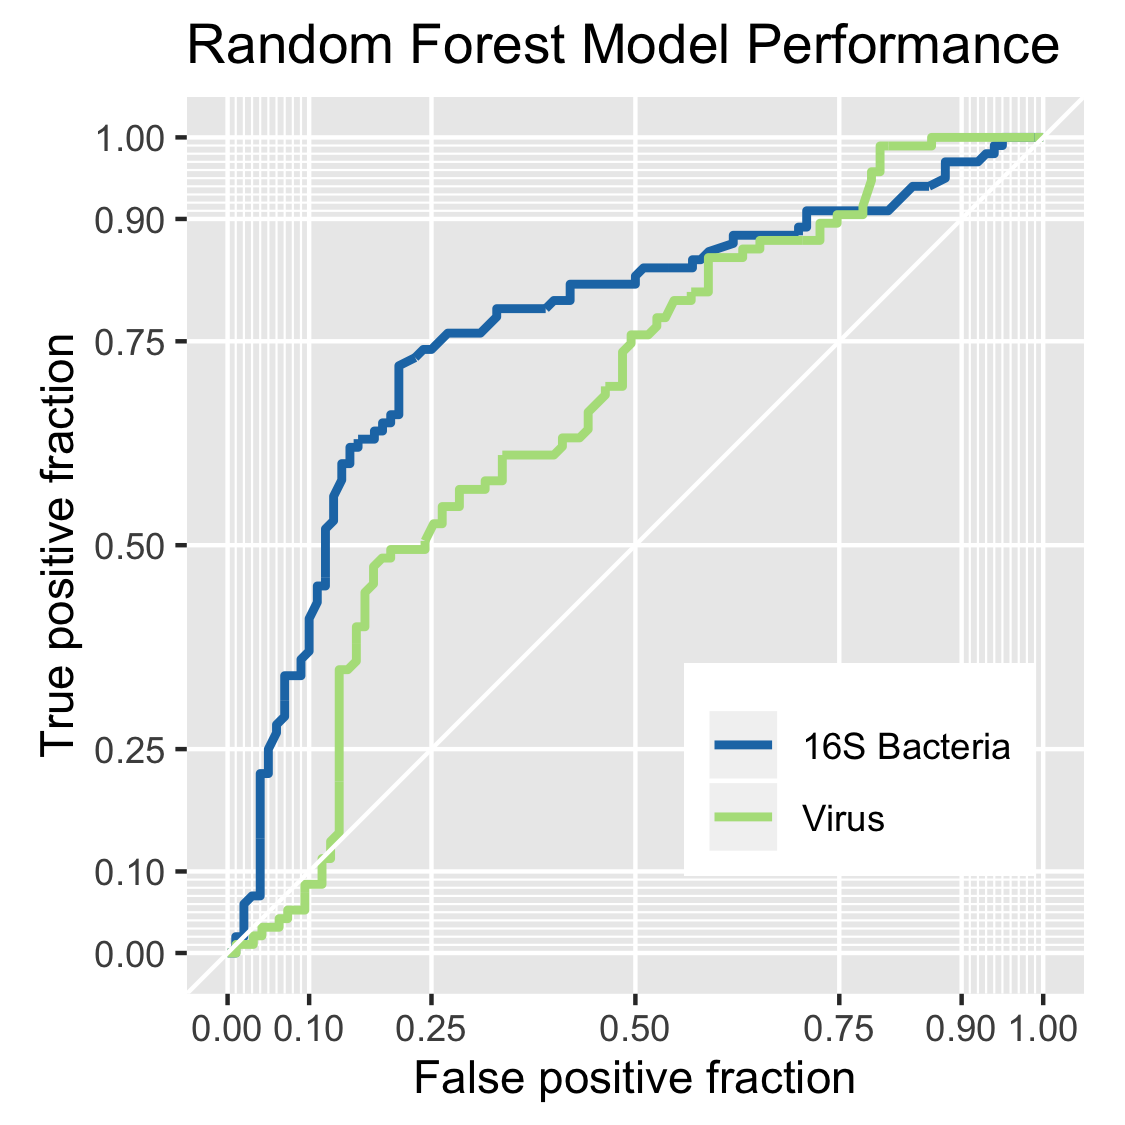 Random Forest Model Performance
True positive fraction
1.00
0.90
0.75
0.50
0.25
0.10
0.00
16S Bacteria
Virus
0.00 0.10 0.25 0.50 0.75 0.90 1.00
False positive fraction